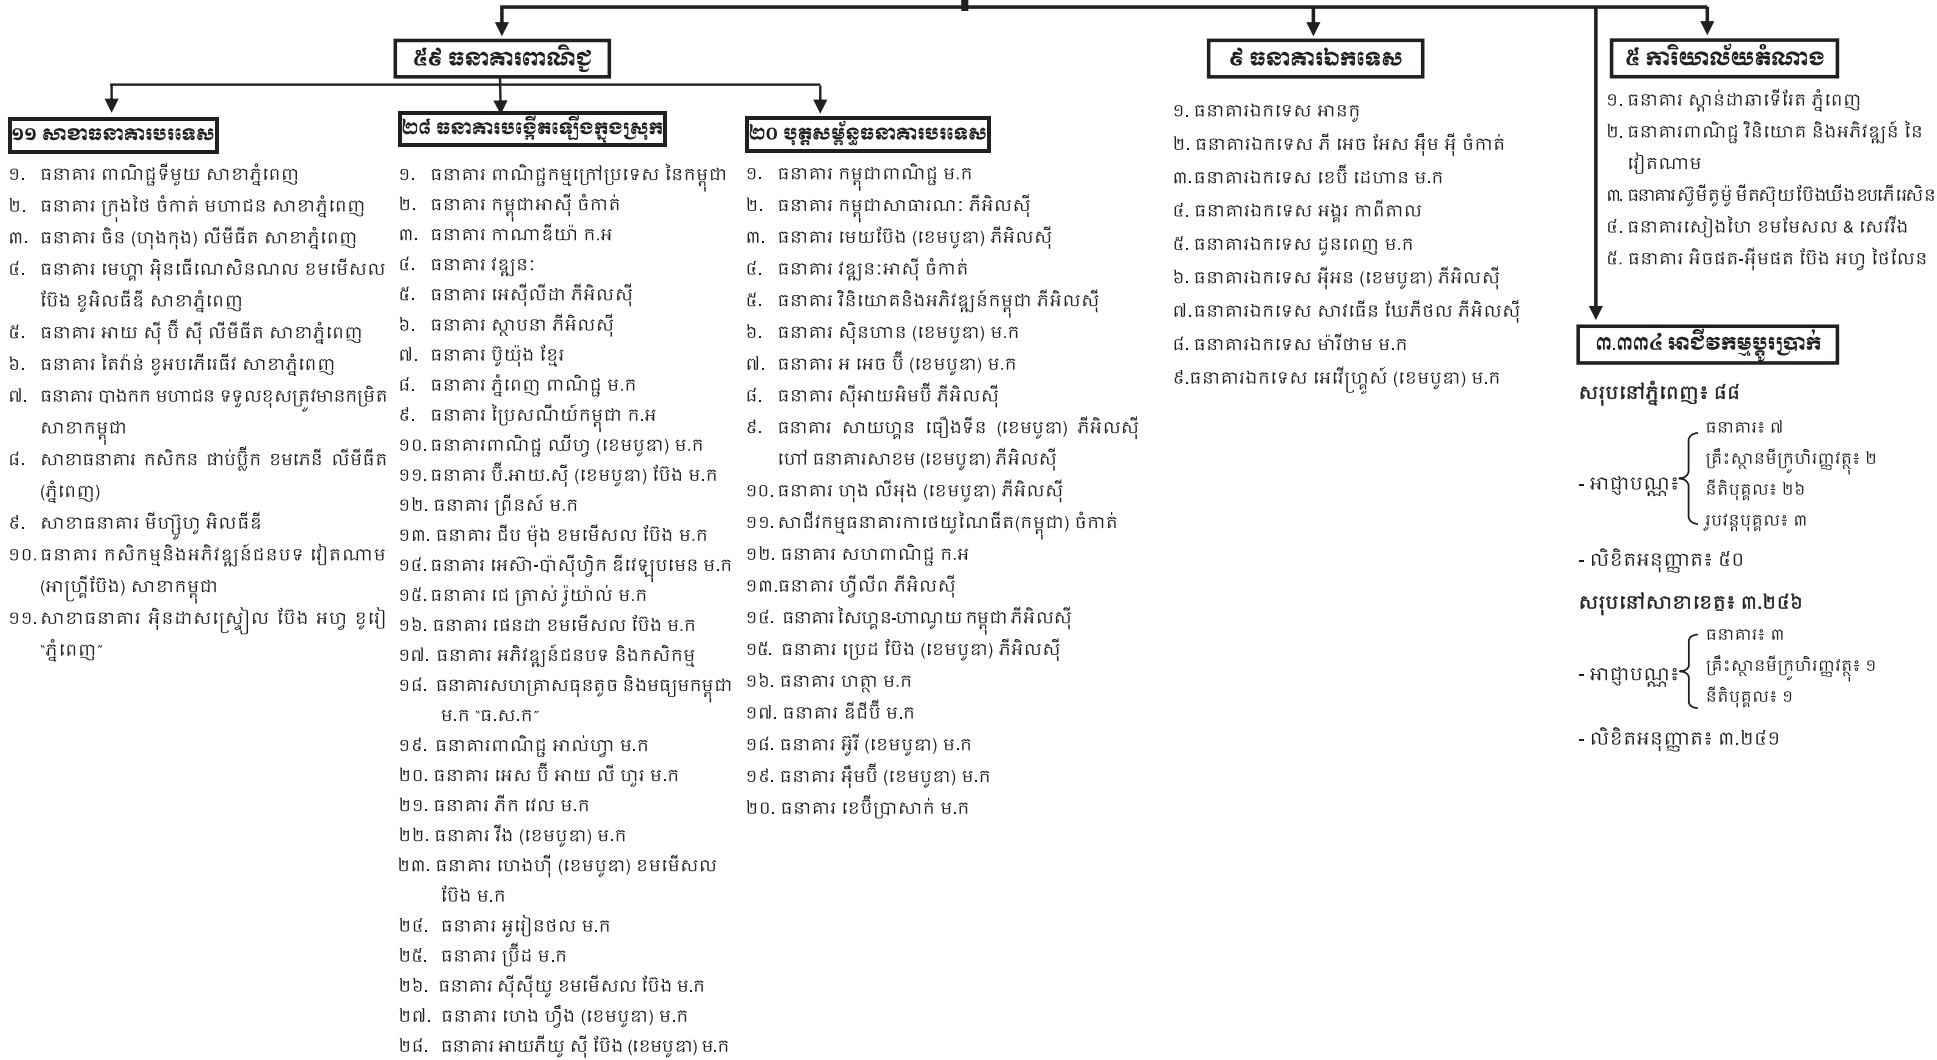 ៥៩ ធនាគារពាណិជ្ជ
១១ សាខាធនាគារបរទេស
១. ធនាគារ ពាណិជ្ជទីមួយ សាខាភ្នំពេញ
២. ធនាគារ ក្រុងថៃ ចំកាត់ មហាជន សាខាភ្នំពេញ
៣. ធនាគារ ចិន (ហុងកុង) លីមីធីត សាខាភ្នំពេញ
៤. ធនាគារ មេហ្គា អ៊ិនធើណេសិនណល ខមមើសល
ប៊ែង ខូអិលធីឌី សាខាភ្នំពេញ
៥. ធនាគារ អាយ ស៊ី ប៊ី ស៊ី លីមីធីត សាខាភ្នំពេញ
៦. ធនាគារ តៃវ៉ាន់ ខូអបភើរេធីវ សាខាភ្នំពេញ
៧. ធនាគារ បាងកក មហាជន ទទួលខុសត្រូវមានកម្រិត
សាខាកម្ពុជា
៨. សាខាធនាគារ កសិកន ផាប់ប្លីក ខមភេនី លីមីធីត
(ភ្នំពេញ)
៩. សាខាធនាគារ មីហ្ស៊ូហូ អិលធីឌី
១០. ធនាគារ កសិកម្មនិងអភិវឌ្ឍន៍ជនបទ វៀតណាម
(អាហ្គ្រីប៊ែង) សាខាកម្ពុជា
១១. សាខាធនាគារ អ៊ិនដាសស្ទ្រៀល ប៊ែង អហ្វ ខូរៀ
“ភ្នំពេញ”
២៨ ធនាគារបង្កើតឡើងក្នុងស្រុក
១. ធនាគារ ពាណិជ្ជកម្មក្រៅប្រទេស នៃកម្ពុជា
២. ធនាគារ កម្ពុជាអាស៊ី ចំកាត់
៣. ធនាគារ កាណាឌីយ៉ា ក.អ
៤. ធនាគារ វឌ្ឍនៈ
៥. ធនាគារ អេស៊ីលីដា ភីអិលស៊ី
៦. ធនាគារ ស្ថាបនា ភីអិលស៊ី
៧. ធនាគារ ប៊ូយ៉ុង ខ្មែរ
៨. ធនាគារ ភ្នំពេញ ពាណិជ្ជ ម.ក
៩. ធនាគារ ប្រៃសណីយ៍កម្ពុជា ក.អ
១០. ធនាគារពាណិជ្ជ ឈីហ្វ (ខេមបូឌា) ម.ក
១១. ធនាគារ ប៊ី.អាយ.ស៊ី (ខេមបូឌា) ប៊ែង ម.ក
១២. ធនាគារ ព្រីនស៍ ម.ក
១៣. ធនាគារ ជីប ម៉ុង ខមមើសល ប៊ែង ម.ក
១៤. ធនាគារ អេស៊ា-ប៉ាស៊ីហ្វិក ឌីវេឡុបមេន ម.ក
១៥. ធនាគារ ជេ ត្រាស់ រ៉ូយ៉ាល់ ម.ក
១៦. ធនាគារ ផេនដា ខមមើសល ប៊ែង ម.ក
១៧. ធនាគារ អភិវឌ្ឍន៍ជនបទ និងកសិកម្ម
១៨. ធនាគារសហគ្រាសធុនតូច និងមធ្យមកម្ពុជា
ម.ក “ធ.ស.ក”
១៩. ធនាគារពាណិជ្ជ អាល់ហ្វា ម.ក
២០. ធនាគារ អេស ប៊ី អាយ លី ហួរ ម.ក
២១. ធនាគារ ភីក វេល ម.ក
២២. ធនាគារ វីង (ខេមបូឌា) ម.ក
២៣. ធនាគារ ហេងហ៊ី (ខេមបូឌា) ខមមើសល
ប៊ែង ម.ក
២៤. ធនាគារ អូរៀនថល ម.ក
២៥. ធនាគារ ប្រ៊ីដ ម.ក
២៦. ធនាគារ ស៊ីស៊ីយូ ខមមើសល ប៊ែង ម.ក
២៧. ធនាគារ ហេង ហ្វឹង (ខេមបូឌា) ម.ក
២៨. ធនាគារ អាយភីយូ ស៊ី ប៊ែង (ខេមបូឌា) ម.ក
២០ បុត្តសម្ព័ន្ធធនាគារបរទេស
១. ធនាគារ កម្ពុជាពាណិជ្ជ ម.ក
២. ធនាគារ កម្ពុជាសាធារណៈ ភីអិលស៊ី
៣. ធនាគារ មេយប៊ែង (ខេមបូឌា) ភីអិលស៊ី
៤. ធនាគារ វឌ្ឍនៈអាស៊ី ចំកាត់
៥. ធនាគារ វិនិយោគនិងអភិវឌ្ឍន៍កម្ពុជា ភីអិលស៊ី
៦. ធនាគារ ស៊ិនហាន (ខេមបូឌា) ម.ក
៧. ធនាគារ អ អេច ប៊ី (ខេមបូឌា) ម.ក
៨. ធនាគារ ស៊ីអាយអិមប៊ី ភីអិលស៊ី
៩. ធនាគារ សាយហ្គន ធឿងទីន (ខេមបូឌា) ភីអិលស៊ី
ហៅ ធនាគារសាខម (ខេមបូឌា) ភីអិលស៊ី
១០. ធនាគារ ហុង លីអុង (ខេមបូឌា) ភីអិលស៊ី
១១. សាជីវកម្មធនាគារកាថេយូណៃធីត(កម្ពុជា) ចំកាត់
១២. ធនាគារ សហពាណិជ្ជ ក.អ
១៣.ធនាគារ ហ្វីលីព ភីអិលស៊ី
១៤. ធនាគារ សៃហ្គន-ហាណូយ កម្ពុជា ភីអិលស៊ី
១៥. ធនាគារ ប្រេដ ប៊ែង (ខេមបូឌា) ភីអិលស៊ី
១៦. ធនាគារ ហត្ថា ម.ក
១៧. ធនាគារ ឌីជីប៊ី ម.ក
១៨. ធនាគារ អ៊ូរី (ខេមបូឌា) ម.ក
១៩. ធនាគារ អ៊ឹមប៊ី (ខេមបូឌា) ម.ក
២០. ធនាគារ ខេប៊ីប្រាសាក់ ម.ក
៩ ធនាគារឯកទេស
១. ធនាគារឯកទេស អានកូ
២. ធនាគារឯកទេស ភី អេច អែស អ៊ឹម អ៊ី ចំកាត់
៣.ធនាគារឯកទេស ខេប៊ី ដេហាន ម.ក
៤. ធនាគារឯកទេស អង្គរ កាពីតាល
៥. ធនាគារឯកទេស ដូនពេញ ម.ក
៦. ធនាគារឯកទេស អ៊ីអន (ខេមបូឌា) ភីអិលស៊ី
៧.ធនាគារឯកទេស សាវធើន ឃែភីថល ភីអិលស៊ី
៨. ធនាគារឯកទេស ម៉ារីថាម ម.ក
៩.ធនាគារឯកទេស អេវើហ្គ្រូស៍ (ខេមបូឌា) ម.ក
៥ ការិយាល័យតំណាង
១. ធនាគារ ស្តាន់ដាឆាទើរែត ភ្នំពេញ
២. ធនាគារពាណិជ្ជ វិនិយោគ និងអភិវឌ្ឍន៍ នៃ
វៀតណាម
៣. ធនាគារស៊ូមីតូម៉ូ មីតស៊ុយប៊ែងឃីងខបភើរេសិន
៤. ធនាគារសៀងហៃ ខមមែសល & សេវវីង
៥. ធនាគារ អិចផត-អ៊ីមផត ប៊ែង អហ្វ ថៃលែន
៣.៣៣៤ អាជីវកម្មប្តូរប្រាក់
សរុបនៅភ្នំពេញ៖ ៨៨
- អាជ្ញាបណ្ណ៖
ធនាគារ៖ ៧
គ្រឹះស្ថានមីក្រូហិរញ្ញវត្ថុ៖ ២
នីតិបុគ្គល៖ ២៦
រូបវន្តបុគ្គល៖ ៣
- លិខិតអនុញ្ញាត៖ ៥០
សរុបនៅសាខាខេត្ត៖ ៣.២៤៦
- អាជ្ញាបណ្ណ៖
ធនាគារ៖ ៣
គ្រឹះស្ថានមីក្រូហិរញ្ញវត្ថុ៖ ១
នីតិបុគ្គល៖ ១
- លិខិតអនុញ្ញាត៖ ៣.២៤១